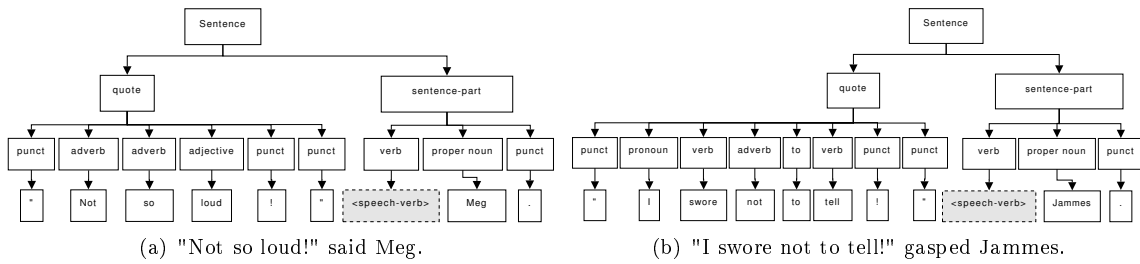 Sentence Sentence
quote sentence-part quote sentence-part
punct adverb adverb adjective punct punct verb proper noun punct punct pronoun verb adverb to verb punct punct verb proper noun punct
" Not so loud ! " <speech-verb> Meg . " I swore not to tell ! " <speech-verb> Jammes .
(a) "Not so loud!" said Meg. (b) "I swore not to tell!" gasped Jammes.